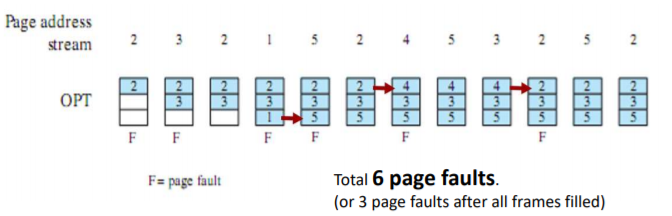 Page address
stream 2 3 2 1 5 2 4 5 3 2 5 2
OPT 2 2 2 2 2 2 4 4 4 2 2 2
3 3 3 3 3 3 3 3 3 3 3
1 5 5 5 5 5 5 5 5
F F F F F F
F= page fault
Total 6 page faults.
(or 3 page faults after all frames filled)